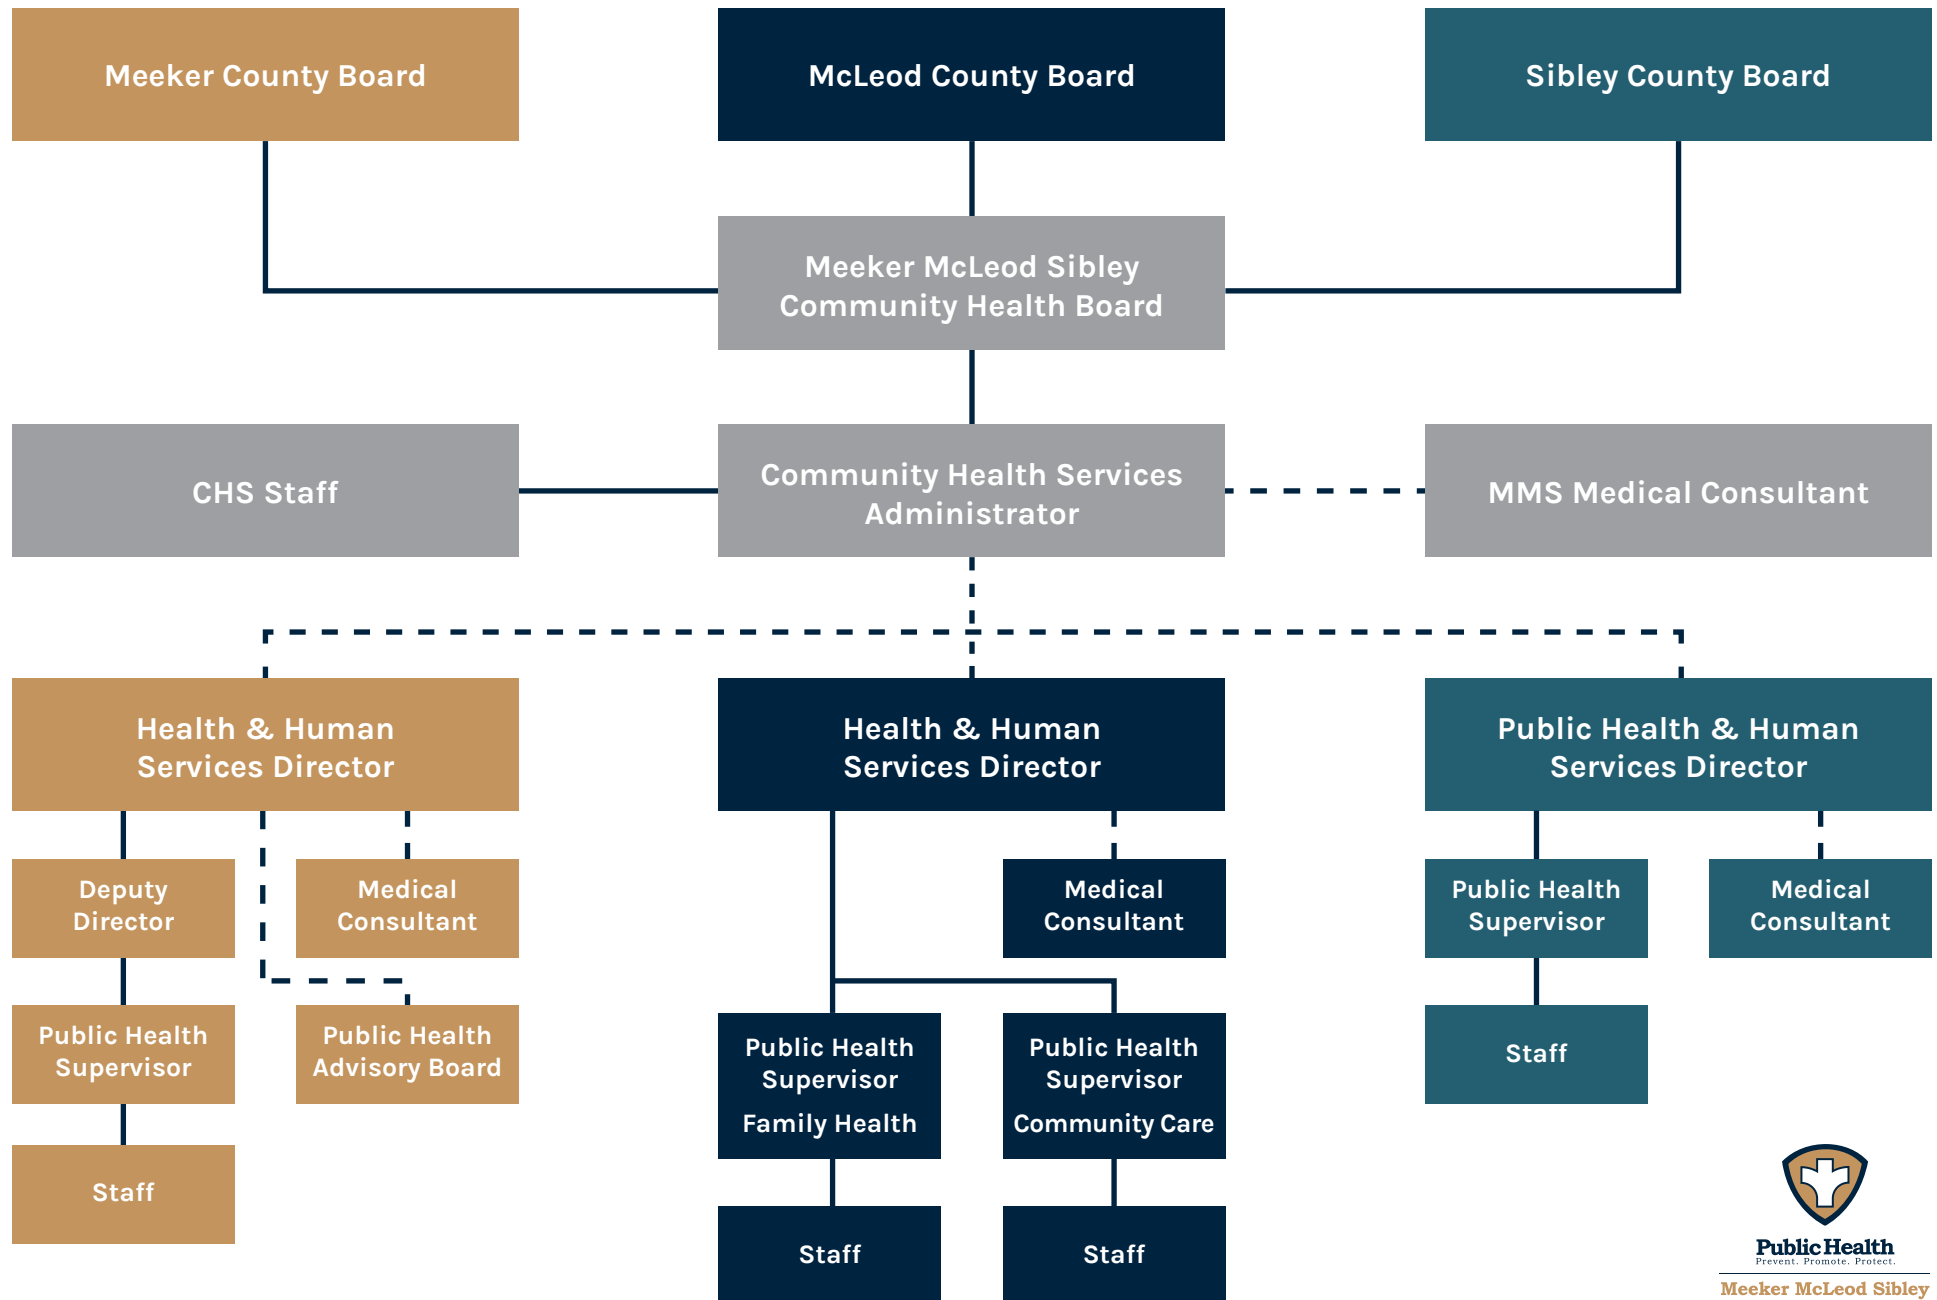 Meeker County Board
McLeod County Board
Sibley County Board
Meeker McLeod Sibley
Community Health Board
CHS Staff
Community Health Services
Administrator
MMS Medical Consultant
Health & Human
Services Director
Health & Human
Services Director
Public Health & Human
Services Director
Deputy
Director
Medical
Consultant
Public Health
Supervisor
Public Health
Advisory Board
Staff
Medical
Consultant
Public Health
Supervisor
Family Health
Public Health
Supervisor
Community Care
Staff
Staff
Public Health
Supervisor
Medical
Consultant
Staff
Public Health
Prevent. Promote. Protect.
Meeker McLeod Sibley